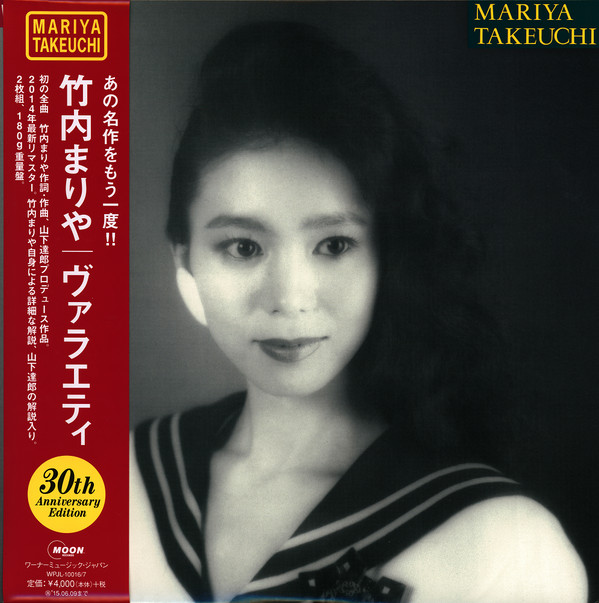 MARIYA
TAKEUCHI
MARIYA
TAKEUCHI
あの名作をもう一度!!
竹内まりや|ヴァラエティ
初の全曲 竹内まりや作詞・作曲、山下達郎プロデュース作品。
2014年最新リマスター。竹内まりや自身による詳細な解説、山下達郎の解説入り。
2枚組、180g重量盤。
30th
Anniversary
Edition
MOON
RECORDS
ワーナーミュージック・ジャパン
WPJL-10016/7
定価:¥4,000(本体)+税
'15.06.09まで